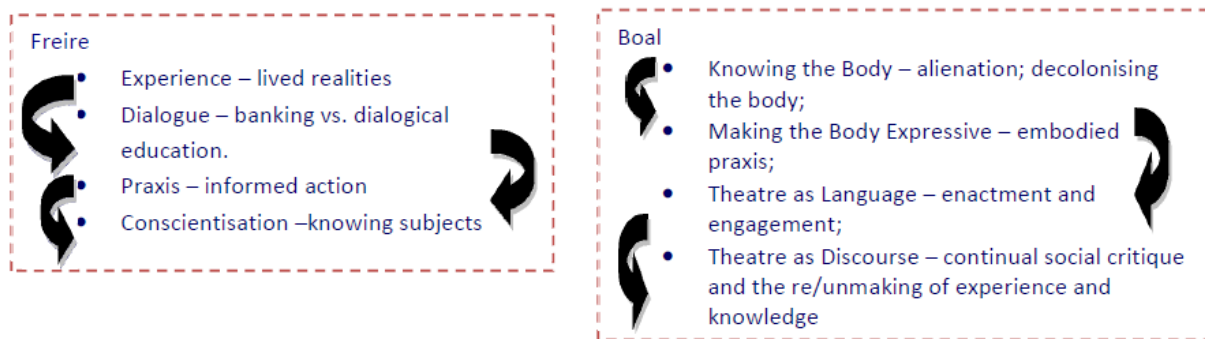 Freire
• Experience – lived realities
• Dialogue – banking vs. dialogical
education.
• Praxis – informed action
• Conscientisation –knowing subjects
Boal
• Knowing the Body – alienation; decolonising
the body;
• Making the Body Expressive – embodied
praxis;
• Theatre as Language – enactment and
engagement;
• Theatre as Discourse – continual social critique
and the re/unmaking of experience and
knowledge